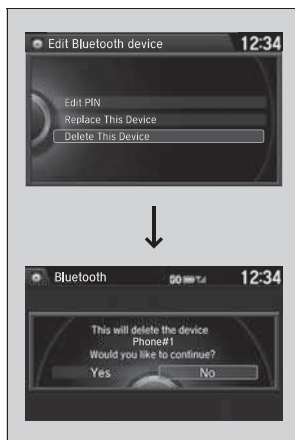 Edit Bluetooth device 12:34
Edit PIN
Replace This Device
Delete This Device
Bluetooth 12:34
This will delete the device
Phone#1
Would you like to continue?
Yes No